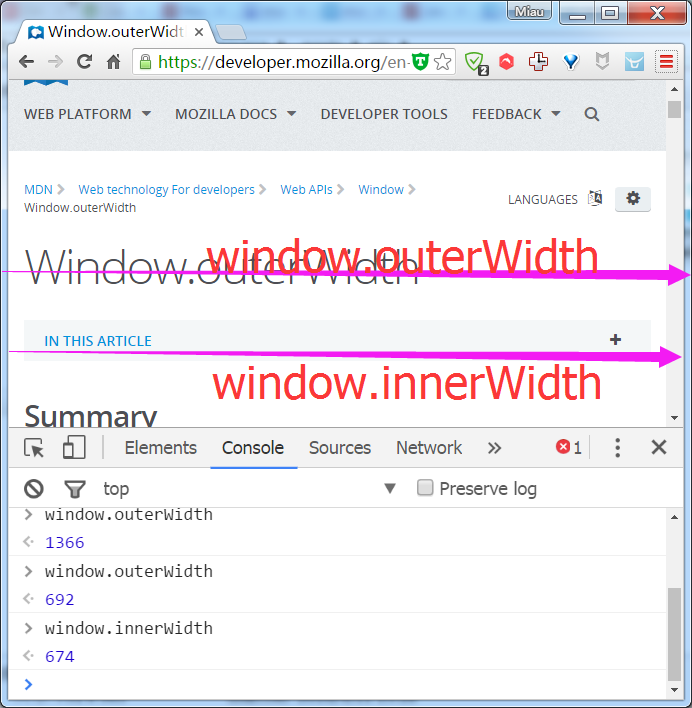 Miau
Window.outerWidt
https://developer.mozilla.org/en-
2
WEB PLATFORM MOZILLA DOCS DEVELOPER TOOLS FEEDBACK
MDN Web technology For developers Web APIs Window
Window.outerWidth
LANGUAGES
Window.outerWidth
window.outerWidth
IN THIS ARTICLE +
window.innerWidth
Summary
Elements Console Sources Network 1
top Preserve log
window.outerWidth
1366
window.outerWidth
692
window.innerWidth
674